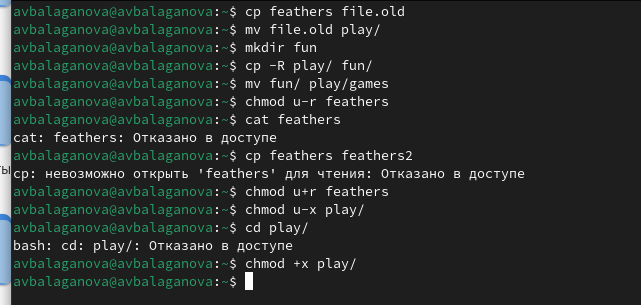 avbalaganova@avbalaganova:~$ cp feathers file.old
avbalaganova@avbalaganova:~$ mv file.old play/
avbalaganova@avbalaganova:~$ mkdir fun
avbalaganova@avbalaganova:~$ cp -R play/ fun/
avbalaganova@avbalaganova:~$ mv fun/ play/games
avbalaganova@avbalaganova:~$ chmod u-r feathers
avbalaganova@avbalaganova:~$ cat feathers
cat: feathers: Отказано в доступе
avbalaganova@avbalaganova:~$ cp feathers feathers2
cp: невозможно открыть 'feathers' для чтения: Отказано в доступе
avbalaganova@avbalaganova:~$ chmod u+r feathers
avbalaganova@avbalaganova:~$ chmod u-x play/
avbalaganova@avbalaganova:~$ cd play/
bash: cd: play/: Отказано в доступе
avbalaganova@avbalaganova:~$ chmod +x play/
avbalaganova@avbalaganova:~$